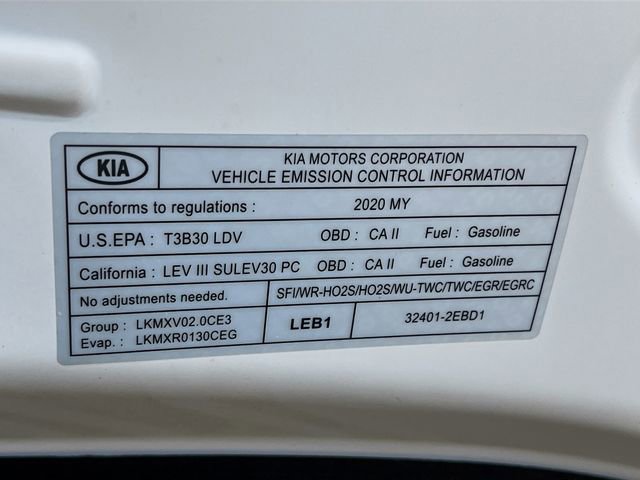 KIA
KIA MOTORS CORPORATION
VEHICLE EMISSION CONTROL INFORMATION
Conforms to regulations : 2020 MY
U.S.EPA : T3B30 LDV OBD : CA II Fuel : Gasoline
California : LEV III SULEV30 PC OBD : CA II Fuel : Gasoline
No adjustments needed. SFI/WR-HO2S/HO2S/WU-TWC/TWC/EGR/EGRC
Group : LKMXV02.0CE3
Evap. : LKMXR0130CEG
LEB1
32401-2EBD1